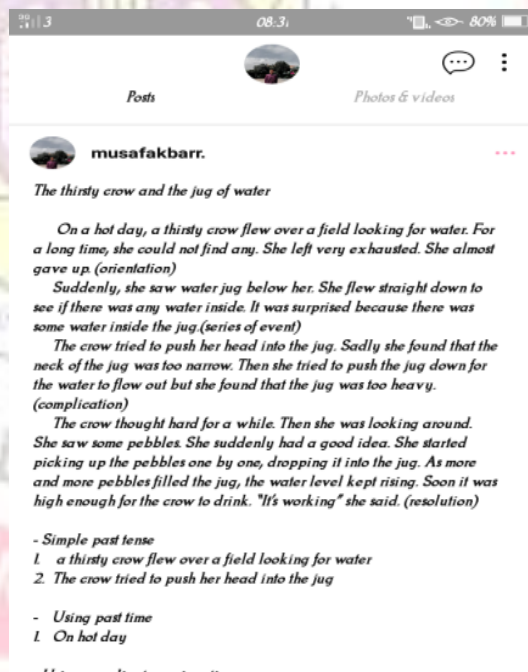 3 08:31 80%
Posts Photos & videos
musafakbarr.
The thirsty crow and the jug of water
On a hot day, a thirsty crow flew over a field looking for water. For
a long time, she could not find any. She left very exhausted. She almost
gave up. (orientation)
Suddenly, she saw water jug below her. She flew straight down to
see if there was any water inside. It was surprised because there was
some water inside the jug.(series of event)
The crow tried to push her head into the jug. Sadly she found that the
neck of the jug was too narrow. Then she tried to push the jug down for
the water to flow out but she found that the jug was too heavy.
(complication)
The crow thought hard for a while. Then she was looking around.
She saw some pebbles. She suddenly had a good idea. She started
picking up the pebbles one by one, dropping it into the jug. As more
and more pebbles filled the jug, the water level kept rising. Soon it was
high enough for the crow to drink. "It's working" she said. (resolution)
- Simple past tense
1. a thirsty crow flew over a field looking for water
2. The crow tried to push her head into the jug
- Using past time
1. On hot day